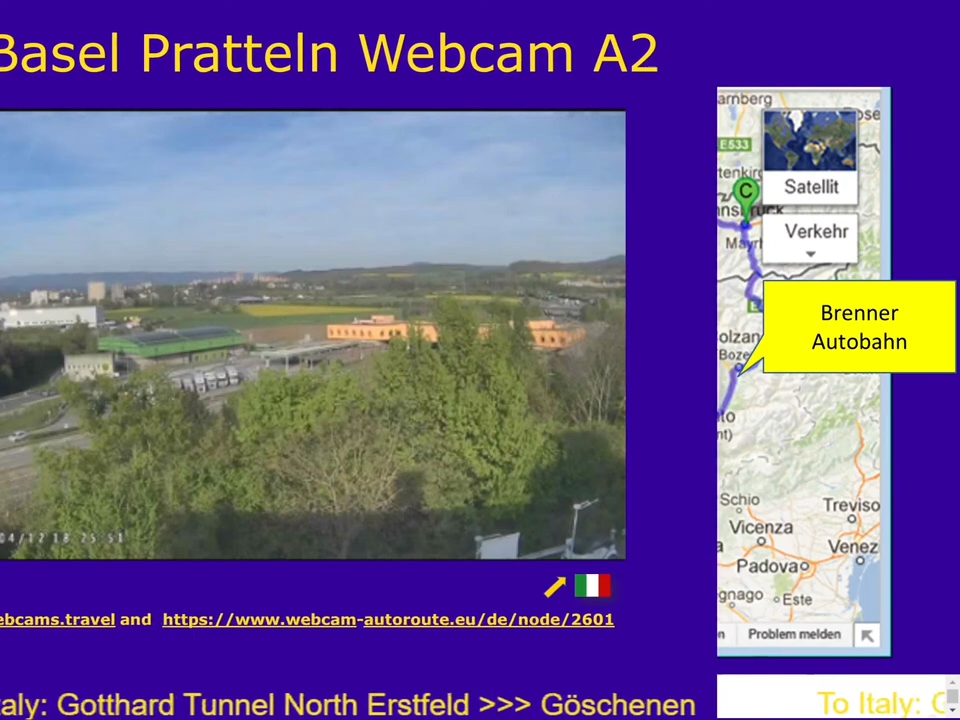 Basel Pratteln Webcam A2
arnberg
E533
Satellit
C
Verkehr
Brenner
Autobahn
olzan
Boze
nt)
Schio
Treviso
Vicenza
Venez
Padova
gnago
Este
Problem melden
04/12 18 25 51
ebcams.travel and https://www.webcam-autoroute.eu/de/node/2601
taly: Gotthard Tunnel North Erstfeld >>> Göschenen
To Italy: G